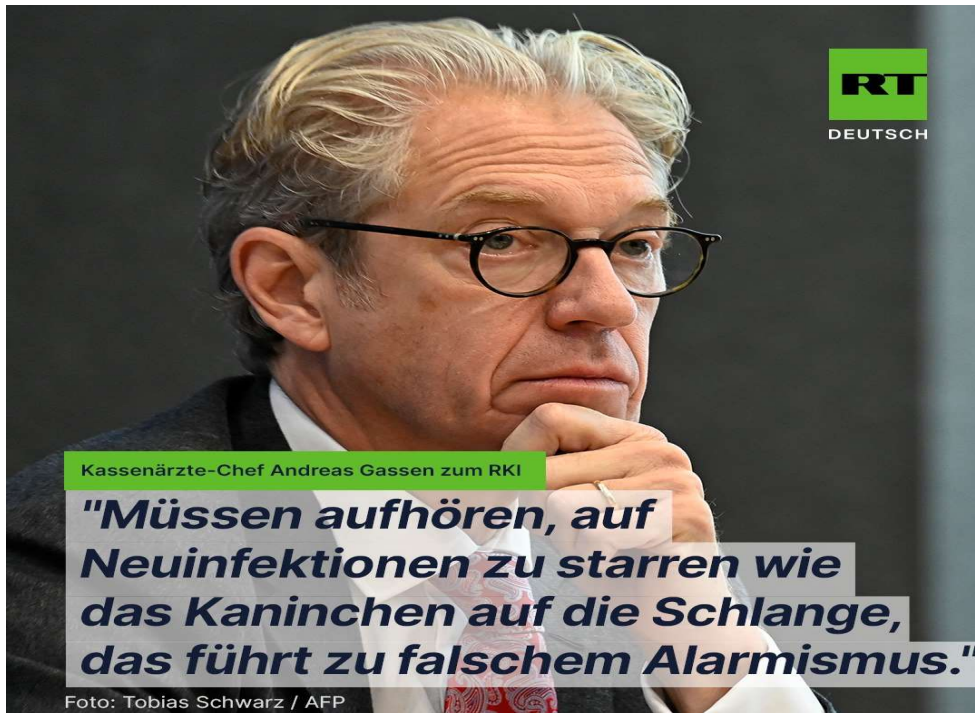 RT
DEUTSCH
Kassenärzte-Chef Andreas Gassen zum RKI
"Müssen aufhören, auf
Neuinfektionen zu starren wie
das Kaninchen auf die Schlange,
das führt zu falschem Alarmismus."
Foto: Tobias Schwarz / AFP